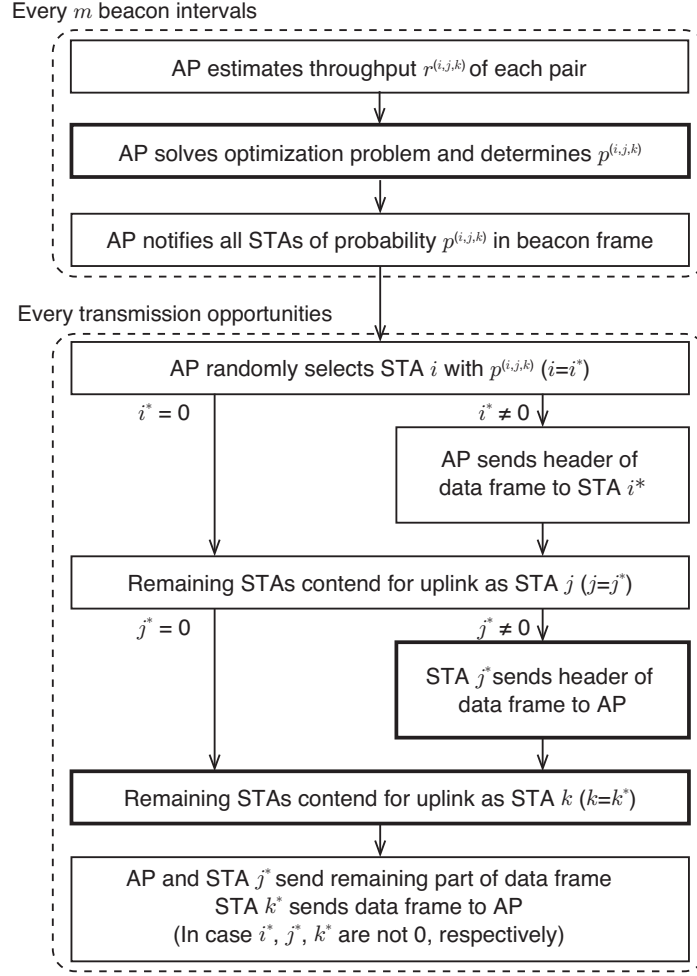 Every m beacon intervals
AP estimates throughput r^(i,j,k) of each pair
AP solves optimization problem and determines p^(i,j,k)
AP notifies all STAs of probability p^(i,j,k) in beacon frame
Every transmission opportunities
AP randomly selects STA i with p^(i,j,k) (i=i*)
i* = 0
i* ≠ 0
AP sends header of
data frame to STA i*
Remaining STAs contend for uplink as STA j (j=j*)
j* = 0
j* ≠ 0
STA j* sends header of
data frame to AP
Remaining STAs contend for uplink as STA k (k=k*)
AP and STA j* send remaining part of data frame
STA k* sends data frame to AP
(In case i*, j*, k* are not 0, respectively)